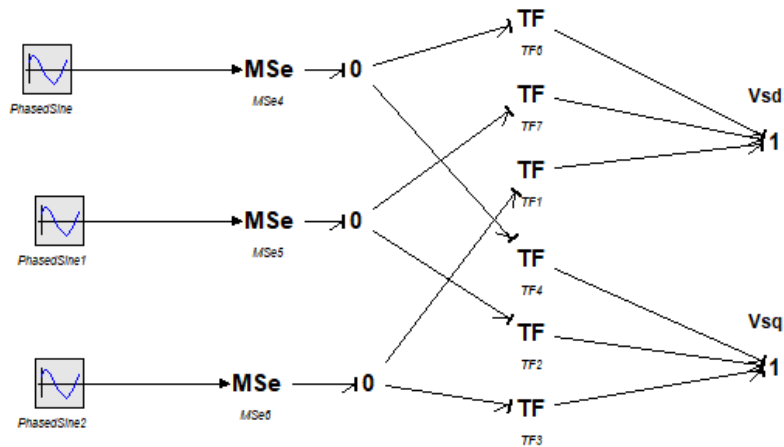 TF
TF6
PhasedSine
MSe
MSe4
0
TF
TF7
Vsd
1
TF
TF1
PhasedSine1
MSe
MSe5
0
TF
TF4
TF
TF2
Vsq
1
PhasedSine2
MSe
MSe6
0
TF
TF3